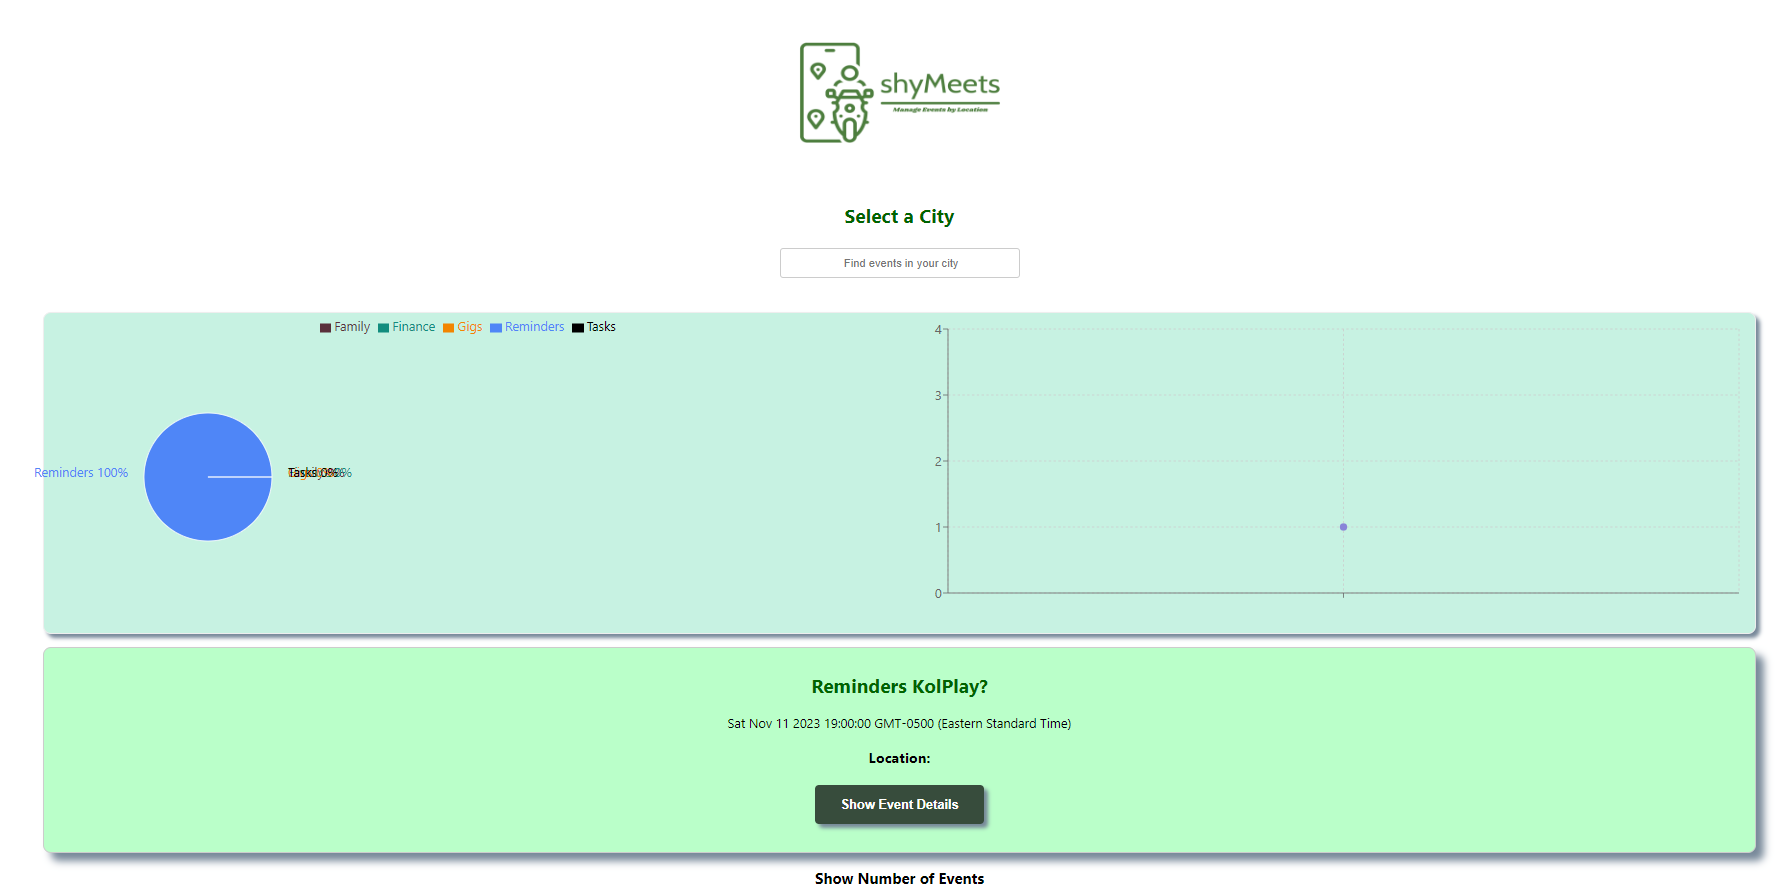 shyMeets
Manage Events by Location
Select a City
Find events in your city
Family Finance Gigs Reminders Tasks
4
3
2
1
0
Reminders 100%
Tasks 0%
Reminders KolPlay?
Sat Nov 11 2023 19:00:00 GMT-0500 (Eastern Standard Time)
Location:
Show Event Details
Show Number of Events